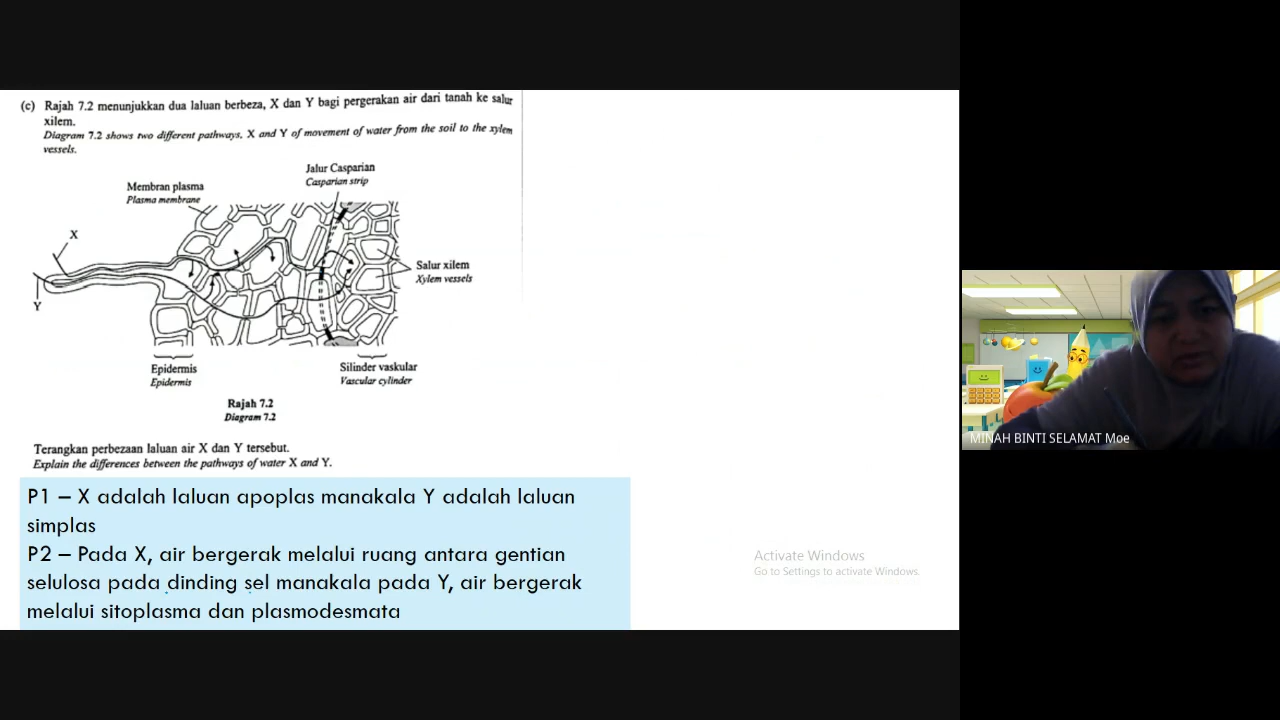 (c) Rajah 7.2 menunjukkan dua laluan berbeza, X dan Y bagi pergerakan air dari tanah ke salur
xilem.
Diagram 7.2 shows two different pathways, X and Y of movement of water from the soil to the xylem
vessels.
Jalur Casparian
Casparian strip
Membran plasma
Plasma membrane
X
Salur xilem
Xylem vessels
Y
Epidermis
Epidermis
Silinder vaskular
Vascular cylinder
Rajah 7.2
Diagram 7.2
Terangkan perbezaan laluan air X dan Y tersebut.
Explain the differences between the pathways of water X and Y.
P1 – X adalah laluan apoplas manakala Y adalah laluan
simplas
P2 – Pada X, air bergerak melalui ruang antara gentian
selulosa pada dinding sel manakala pada Y, air bergerak
melalui sitoplasma dan plasmodesmata
Activate Windows
Go to Settings to activate Windows.
MINAH BINTI SELAMAT Moe